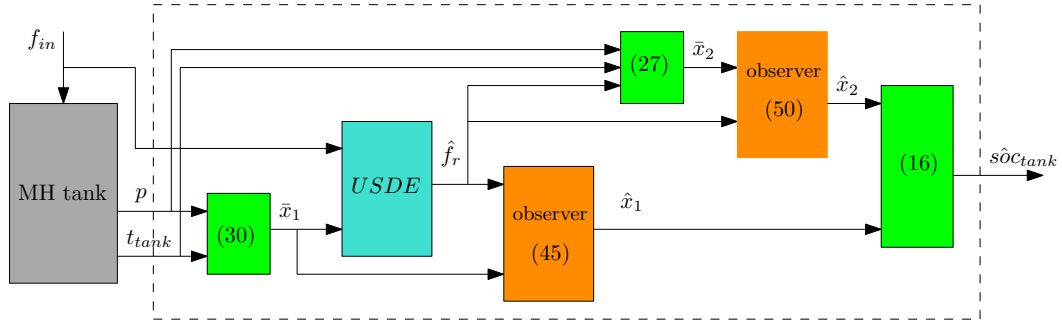 f_in
MH tank
p
t_tank
(30)
x̄_1
USDE
f̂_r
(27)
x̄_2
observer
(50)
x̂_2
observer
(45)
x̂_1
(16)
sôc_tank